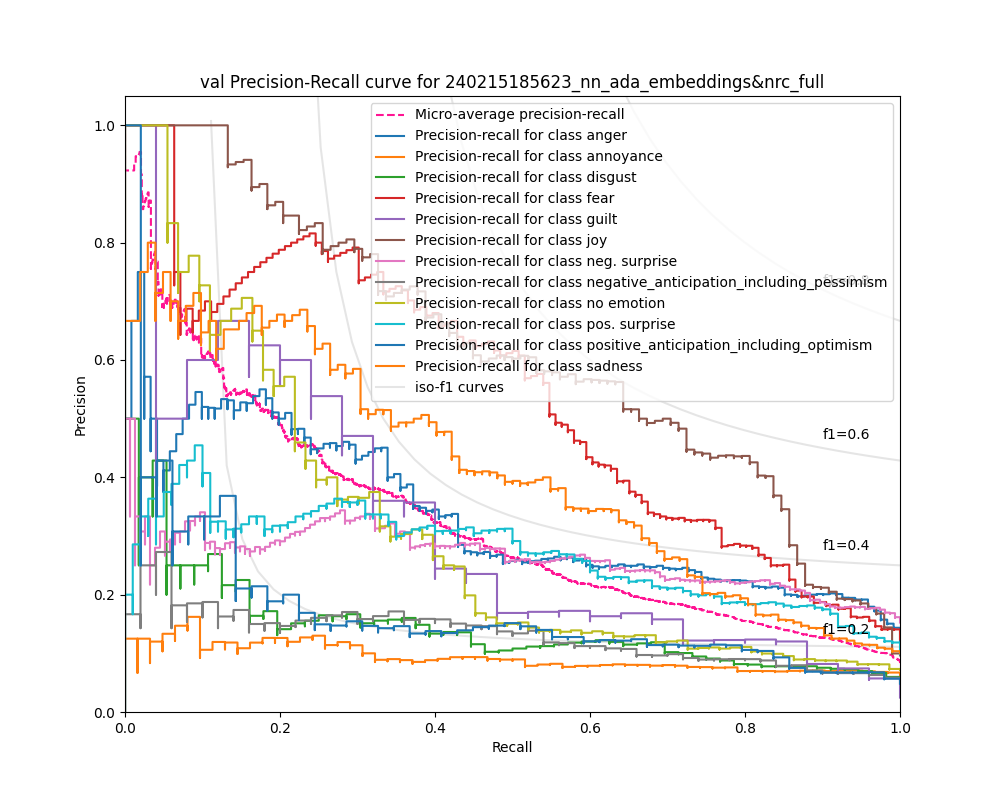 val Precision-Recall curve for 240215185623_nn_ada_embeddings&nrc_full
Micro-average precision-recall
Precision-recall for class anger
Precision-recall for class annoyance
Precision-recall for class disgust
Precision-recall for class fear
Precision-recall for class guilt
Precision-recall for class joy
Precision-recall for class neg. surprise
Precision-recall for class negative_anticipation_including_pessimism
Precision-recall for class no emotion
Precision-recall for class pos. surprise
Precision-recall for class positive_anticipation_including_optimism
Precision-recall for class sadness
iso-f1 curves
f1=0.8
f1=0.6
f1=0.4
f1=0.2
Precision
1.0
0.8
0.6
0.4
0.2
0.0
0.0 0.2 0.4 0.6 0.8 1.0
Recall